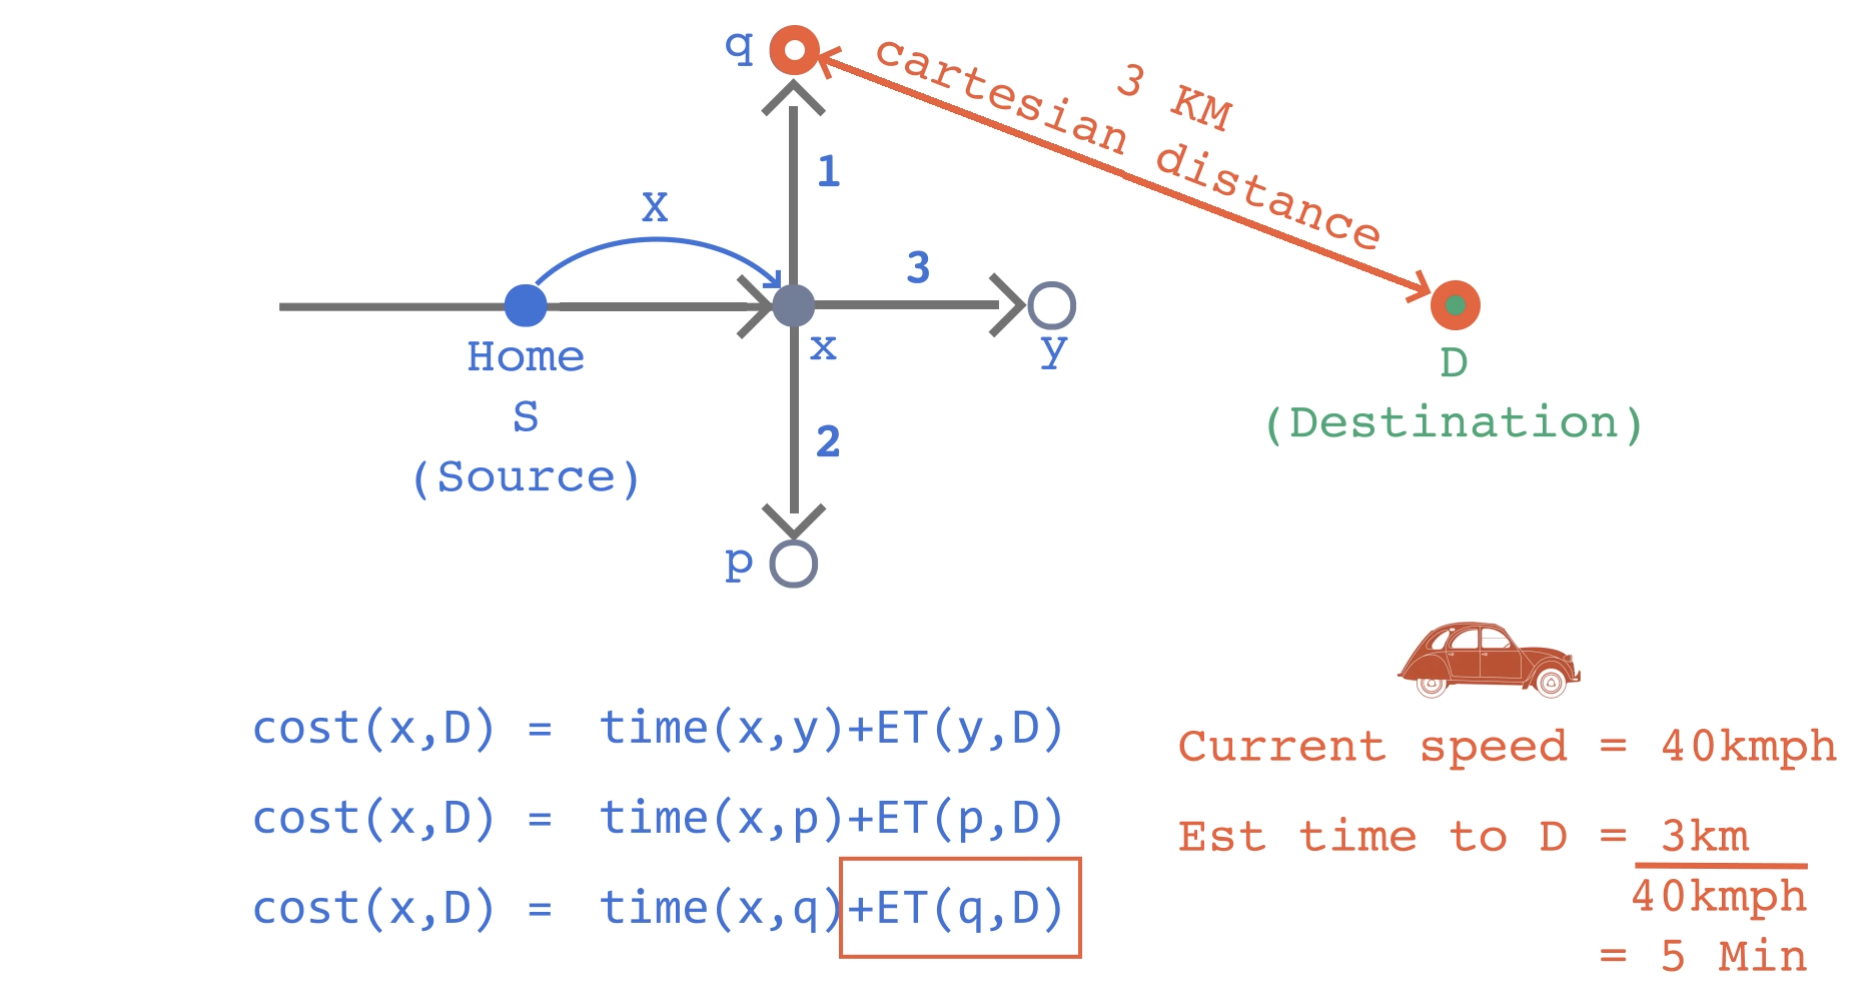 q
3 KM
cartesian distance
1
X
3
Home
S
(Source)
x
y
D
(Destination)
2
p
cost(x,D) = time(x,y)+ET(y,D)
cost(x,D) = time(x,p)+ET(p,D)
cost(x,D) = time(x,q)+ET(q,D)
Current speed = 40kmph
Est time to D = 3km
40kmph
= 5 Min